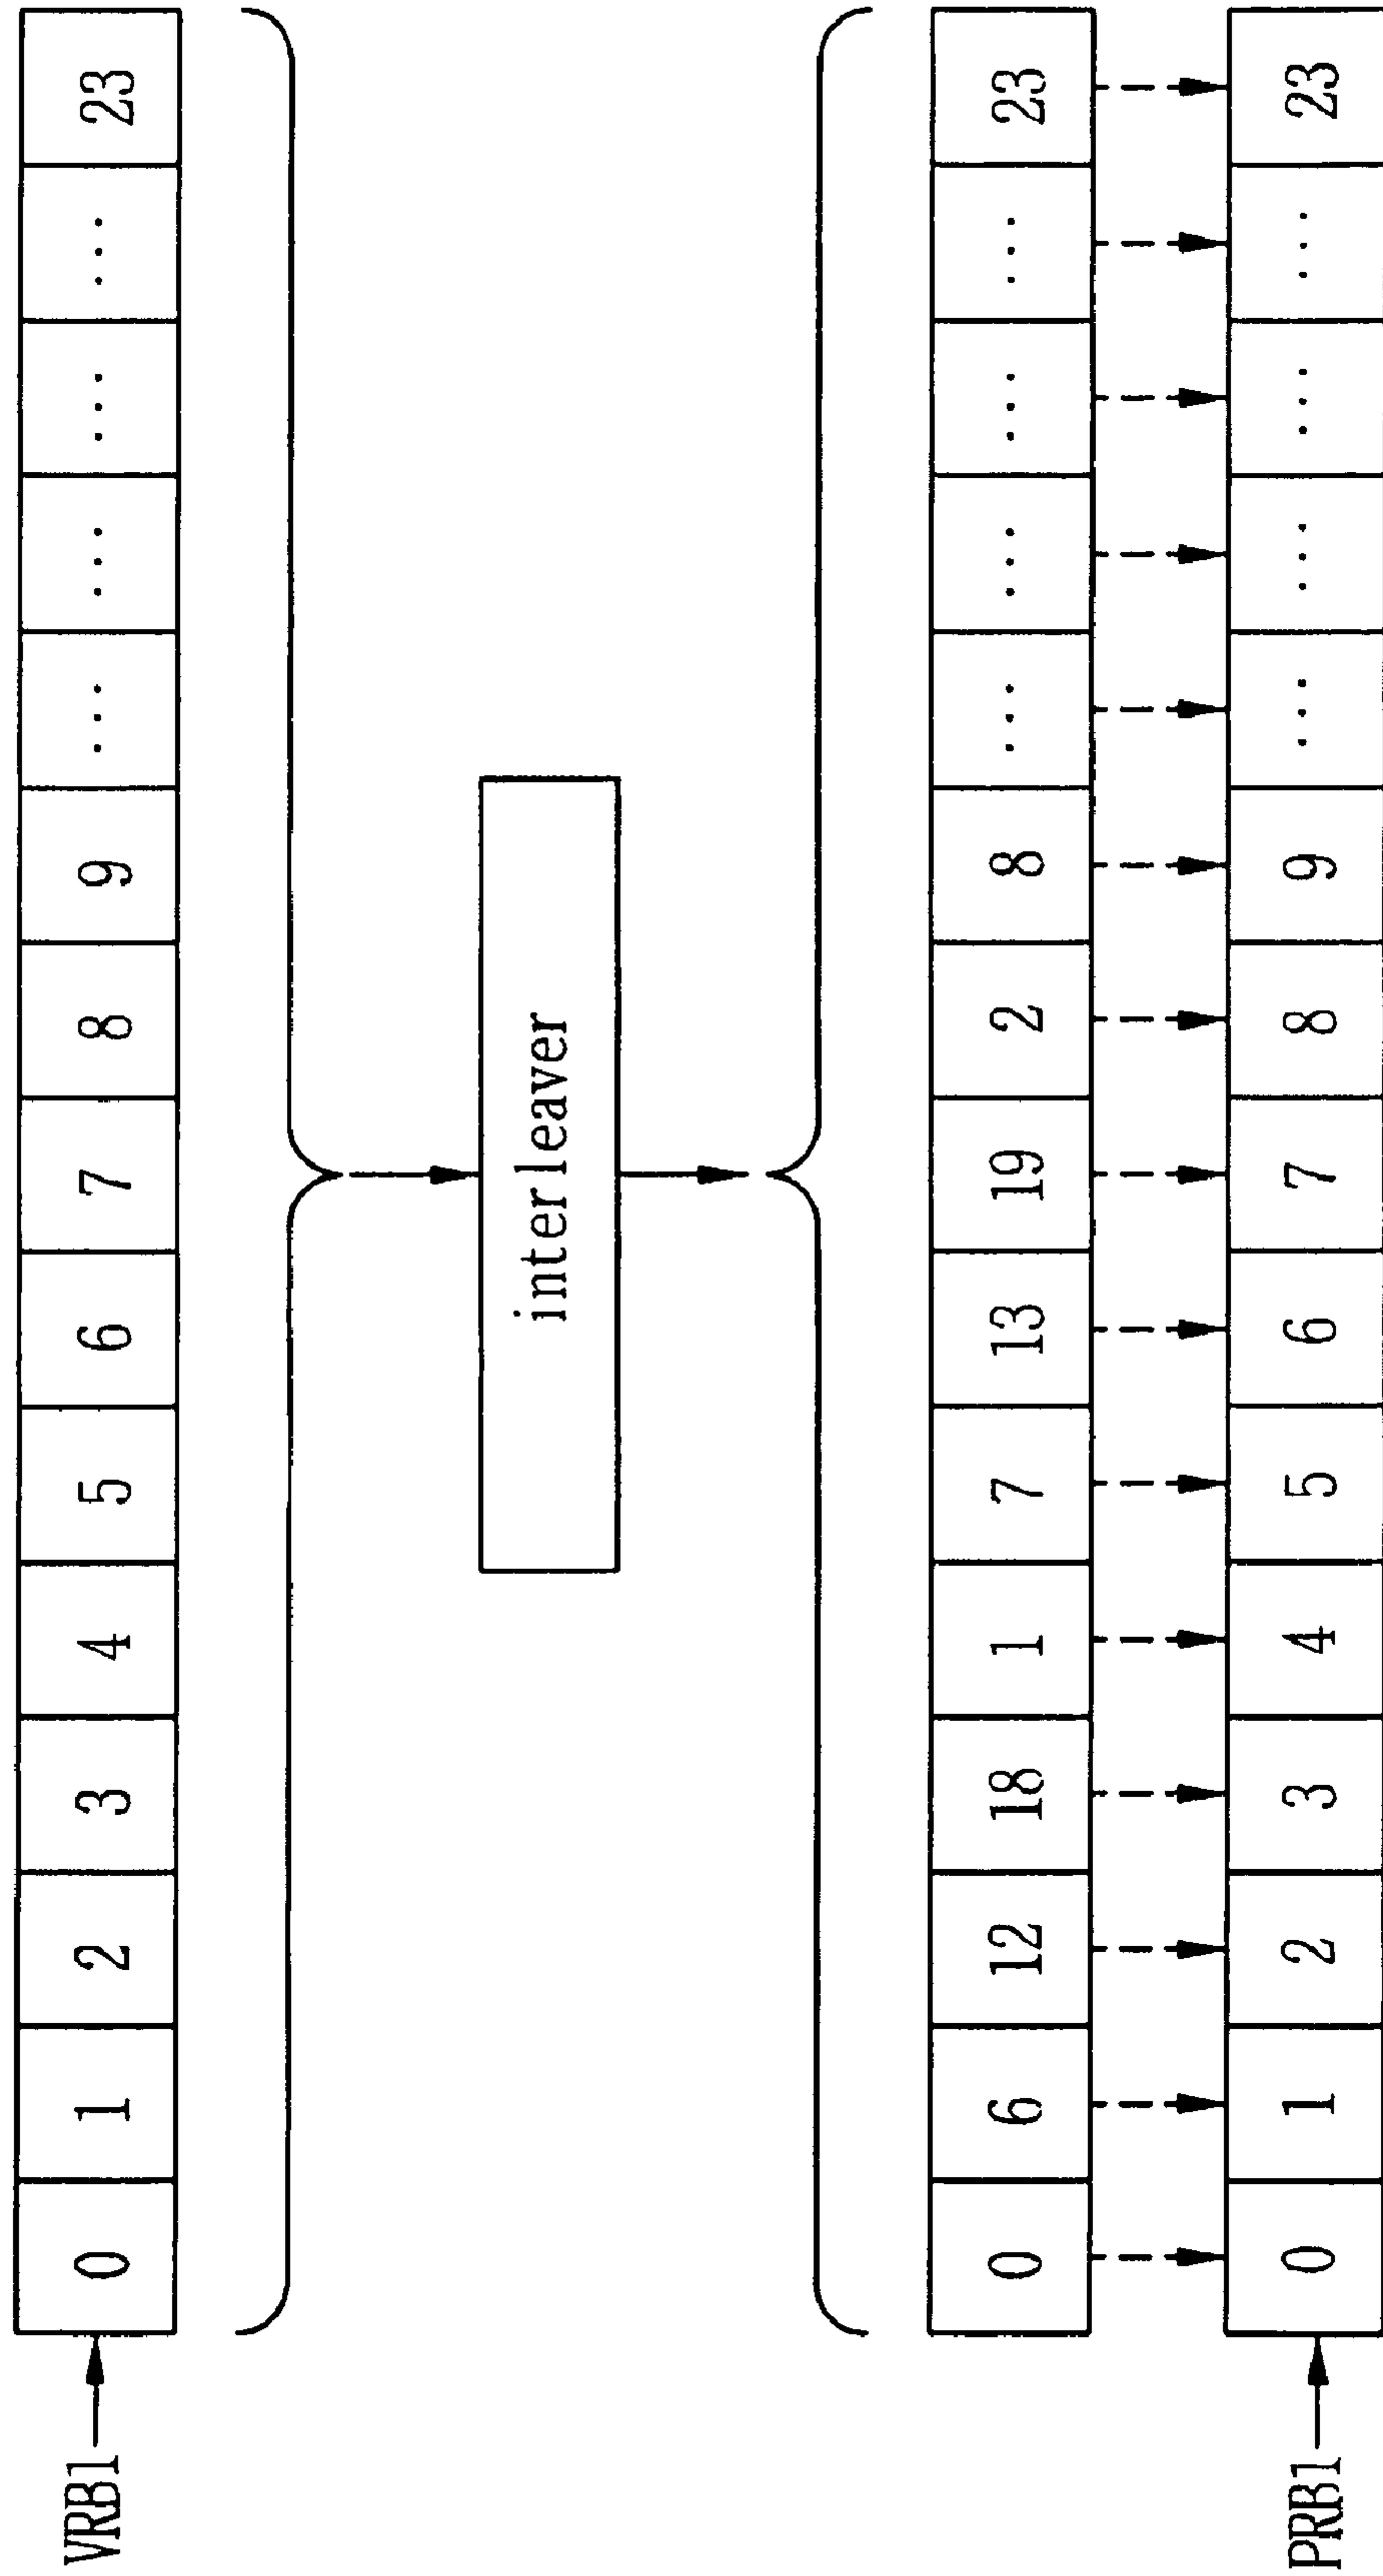 VRB1 0 1 2 3 4 5 6 7 8 9 ... ... ... ... 23
interleaver
0 6 12 18 1 7 13 19 2 8 ... ... ... ... 23
PRB1 0 1 2 3 4 5 6 7 8 9 ... ... ... ... 23